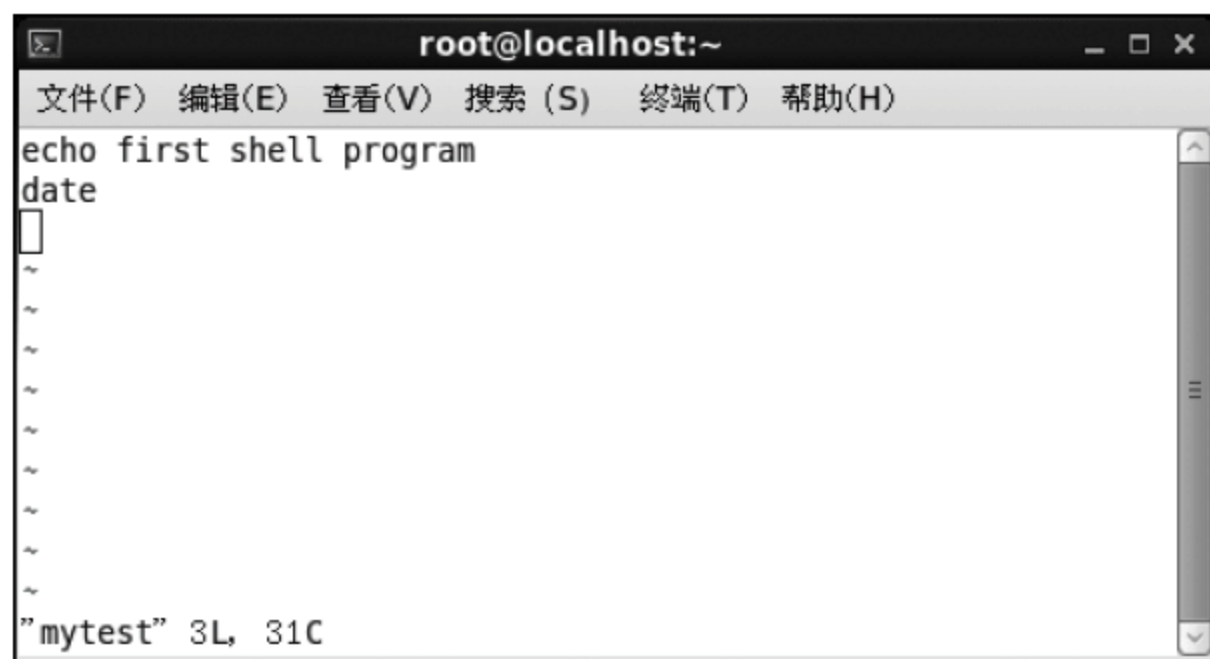 root@localhost:~
文件(F) 编辑(E) 查看(V) 搜索 (S) 终端(T) 帮助(H)
echo first shell program
date
~
~
~
~
~
~
~
~
~
"mytest" 3L, 31C